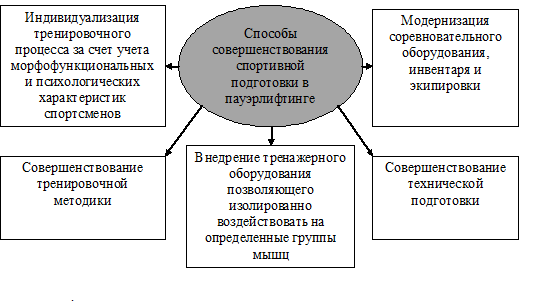 Индивидуализация
тренировочного
процесса за счет учета
морфофункциональных
и психологических
характеристик
спортсменов
Способы
совершенствования
спортивной
подготовки в
пауэрлифтинге
Модернизация
соревновательного
оборудования,
инвентаря и
экипировки
Совершенствование
тренировочной
методики
Внедрение тренажерного
оборудования
позволяющего
изолированно
воздействовать на
определенные группы
мышц
Совершенствование
технической
подготовки